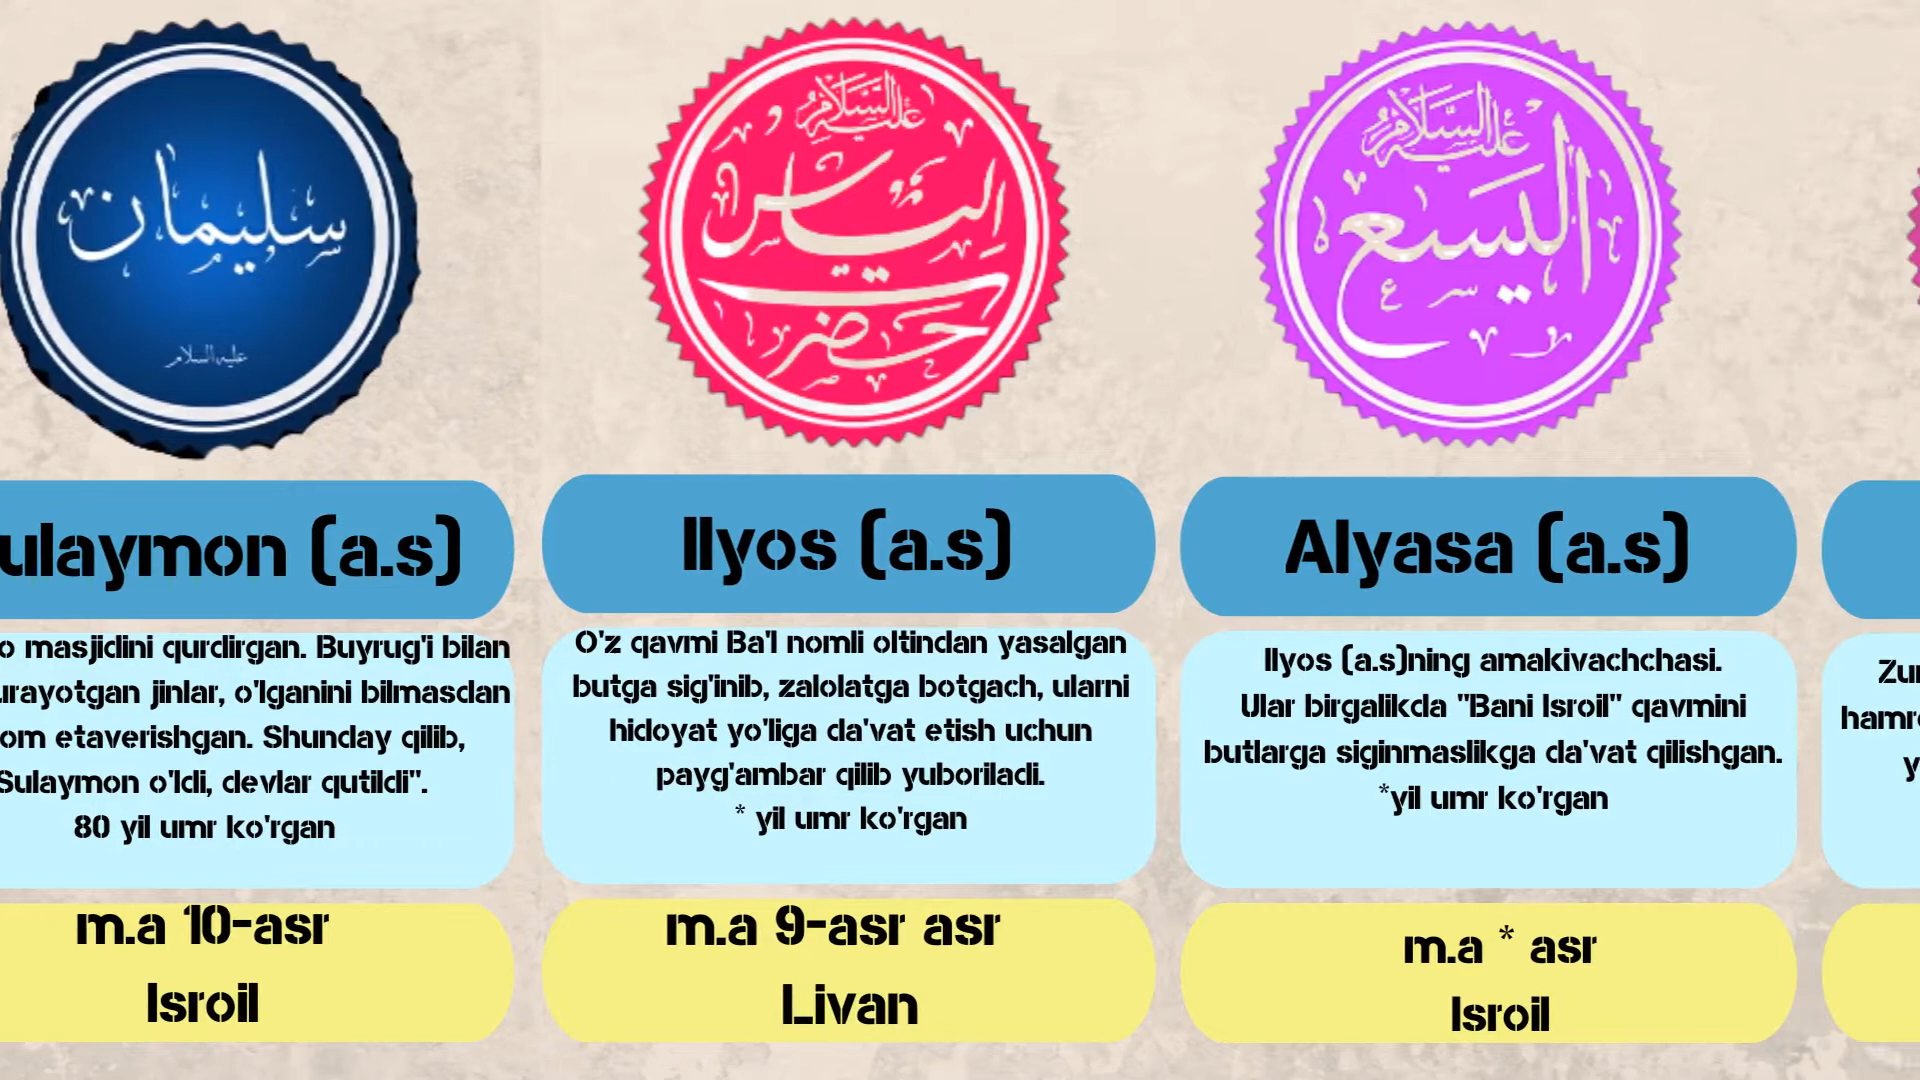 سليمان
عليه السلام
ulaymon (a.s)
o masjidini qurdirgan. Buyrug'i bilan
urayotgan jinlar, o'lganini bilmasdan
om etaverishgan. Shunday qilib,
Sulaymon o'ldi, devlar qutildi".
80 yil umr ko'rgan
m.a 10-asr
Isroil
عليه السلام
الياس
حضر
Ilyos (a.s)
O'z qavmi Ba'l nomli oltindan yasalgan
butga sig'inib, zalolatga botgach, ularni
hidoyat yo'liga da'vat etish uchun
payg'ambar qilib yuboriladi.
* yil umr ko'rgan
m.a 9-asr asr
Livan
عليه السلام
اليسع
Alyasa (a.s)
Ilyos (a.s)ning amakivachchasi.
Ular birgalikda "Bani Isroil" qavmini
butlarga siginmaslikga da'vat qilishgan.
*yil umr ko'rgan
m.a * asr
Isroil
Zu
hamr
y